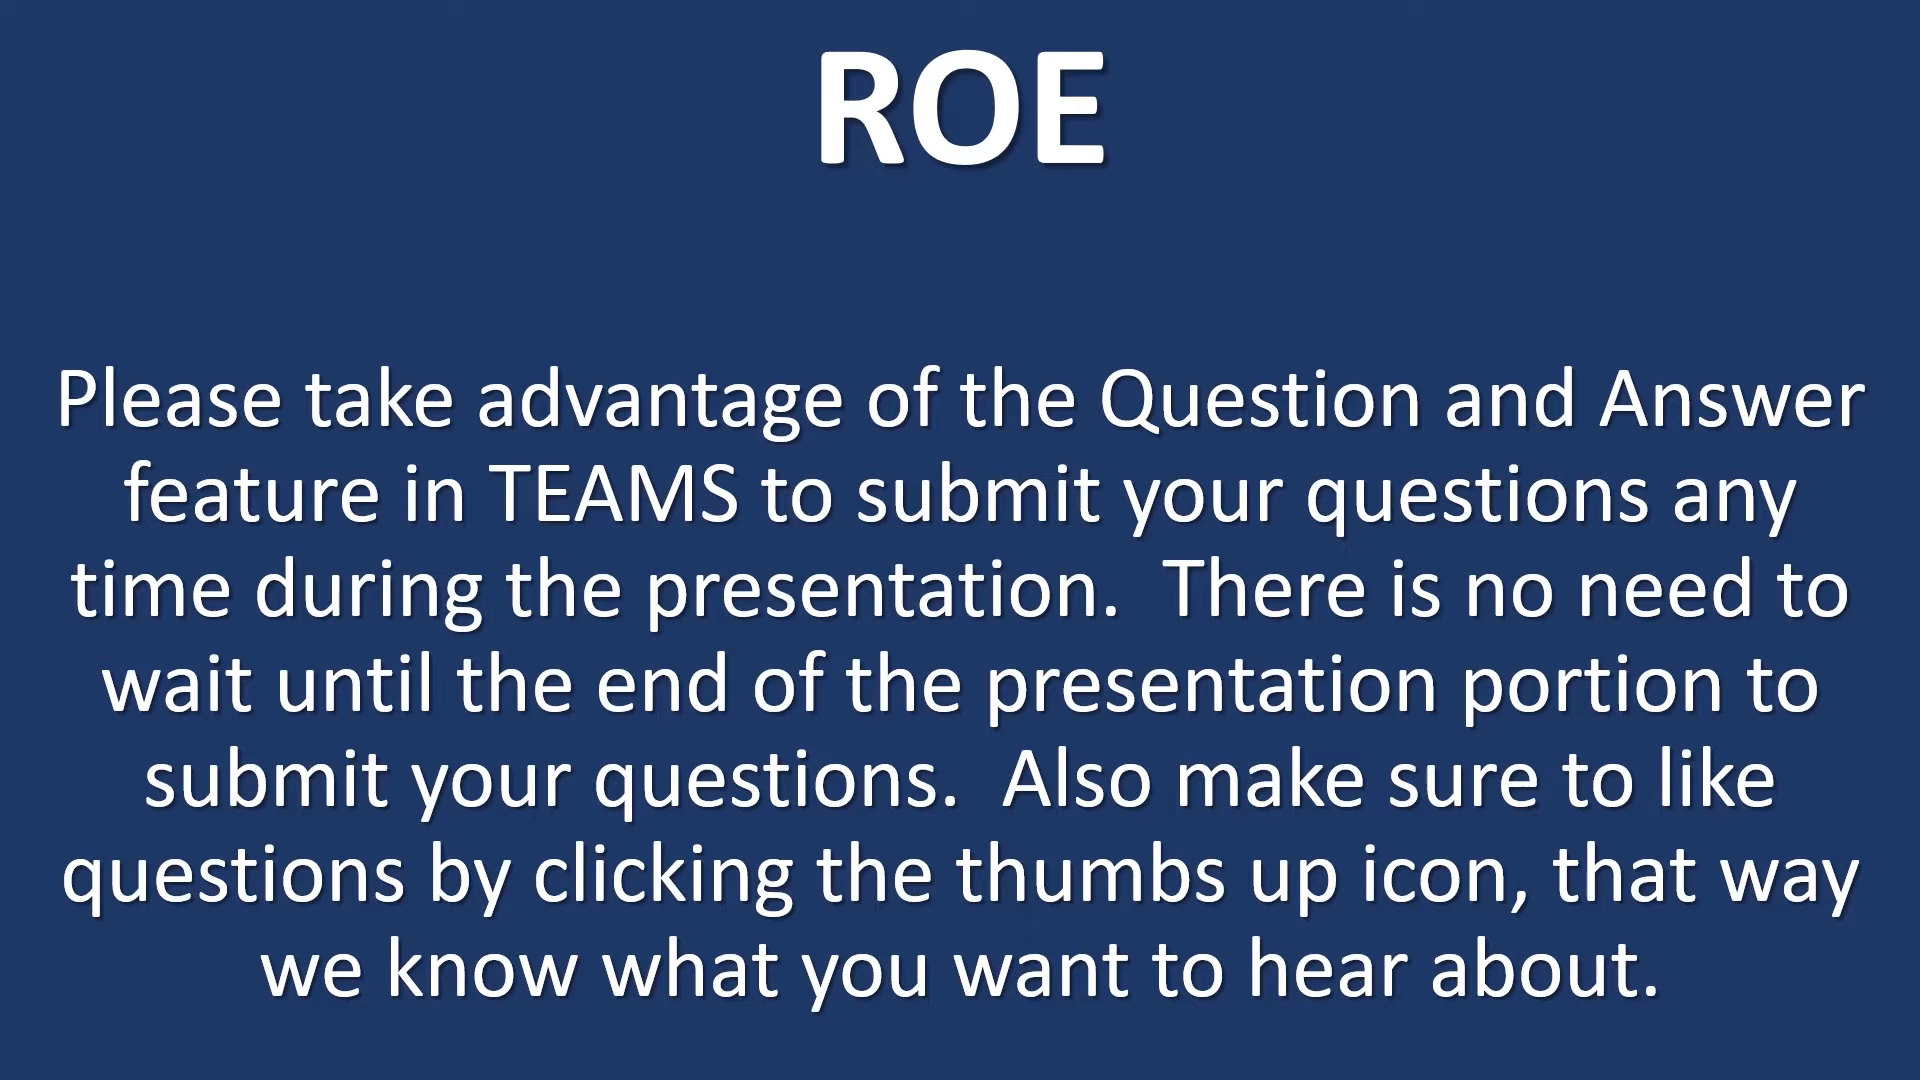 ROE
Please take advantage of the Question and Answer
feature in TEAMS to submit your questions any
time during the presentation.  There is no need to
wait until the end of the presentation portion to
submit your questions.  Also make sure to like
questions by clicking the thumbs up icon, that way
we know what you want to hear about.